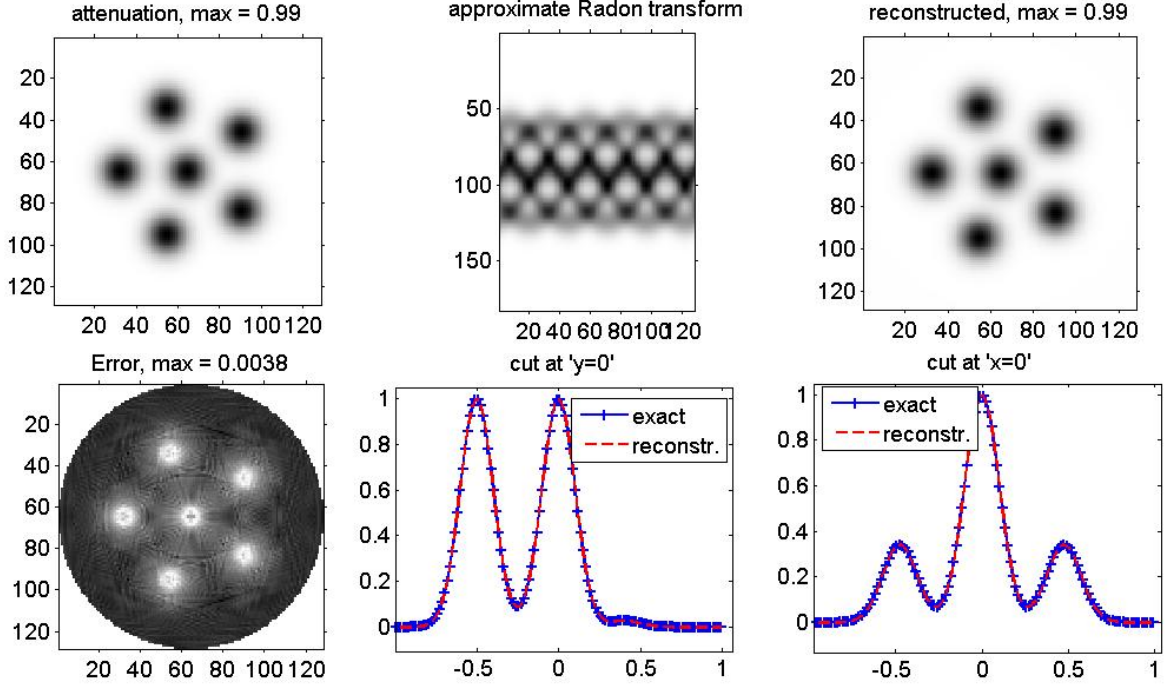 attenuation, max = 0.99
20
40
60
80
100
120
20 40 60 80 100 120
approximate Radon transform
50
100
150
20 40 60 80 100 120
reconstructed, max = 0.99
20
40
60
80
100
120
20 40 60 80 100 120
Error, max = 0.0038
20
40
60
80
100
120
20 40 60 80 100 120
cut at 'y=0'
1
0.8
0.6
0.4
0.2
0
-0.5 0 0.5 1
exact
reconstr.
cut at 'x=0'
1
0.8
0.6
0.4
0.2
0
-0.5 0 0.5 1
exact
reconstr.